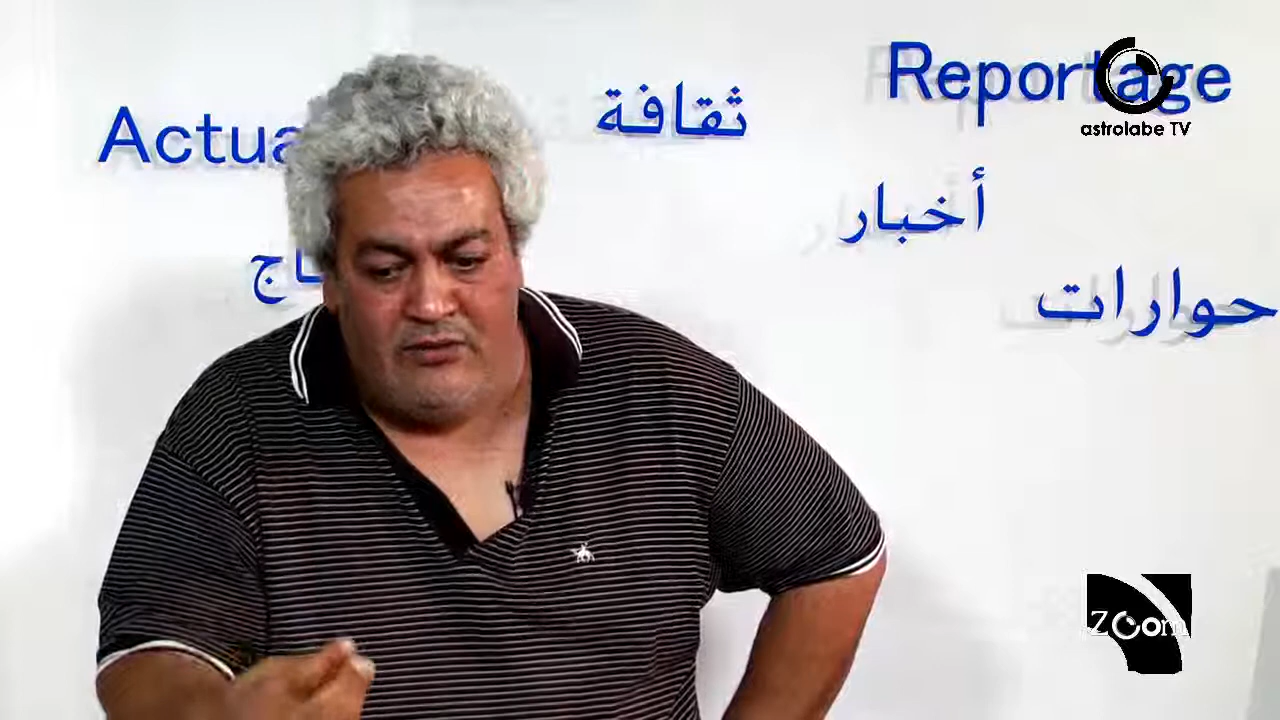 Reportage
astrolabe TV
Actua
ثقافة
أخبار
حوارات
Zoom